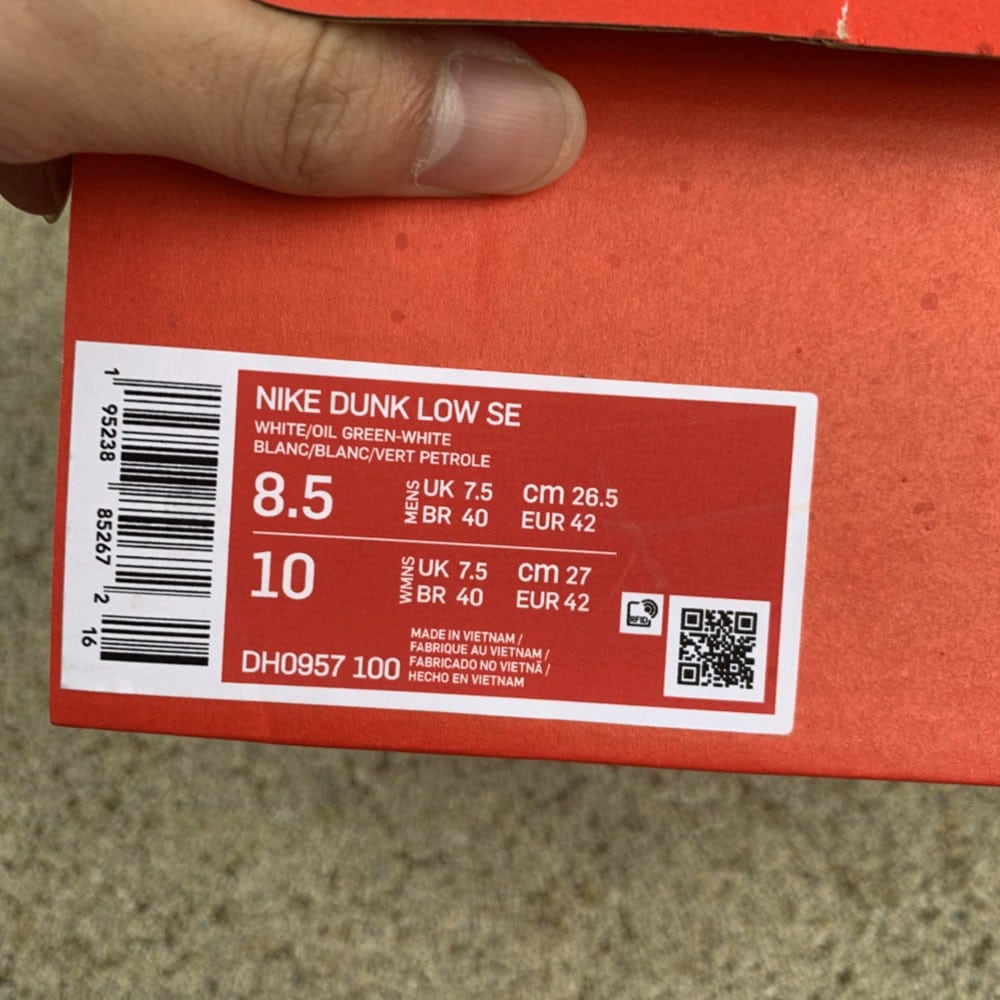 NIKE DUNK LOW SE
WHITE/OIL GREEN-WHITE
BLANC/BLANC/VERT PETROLE
8.5 MENS UK 7.5 cm 26.5
BR 40 EUR 42
10 WMNS UK 7.5 cm 27
BR 40 EUR 42
MADE IN VIETNAM /
FABRIQUE AU VIETNAM /
FABRICADO NO VIETNÃ /
HECHO EN VIETNAM
DH0957 100
RFID
1 95238 85267 2 16